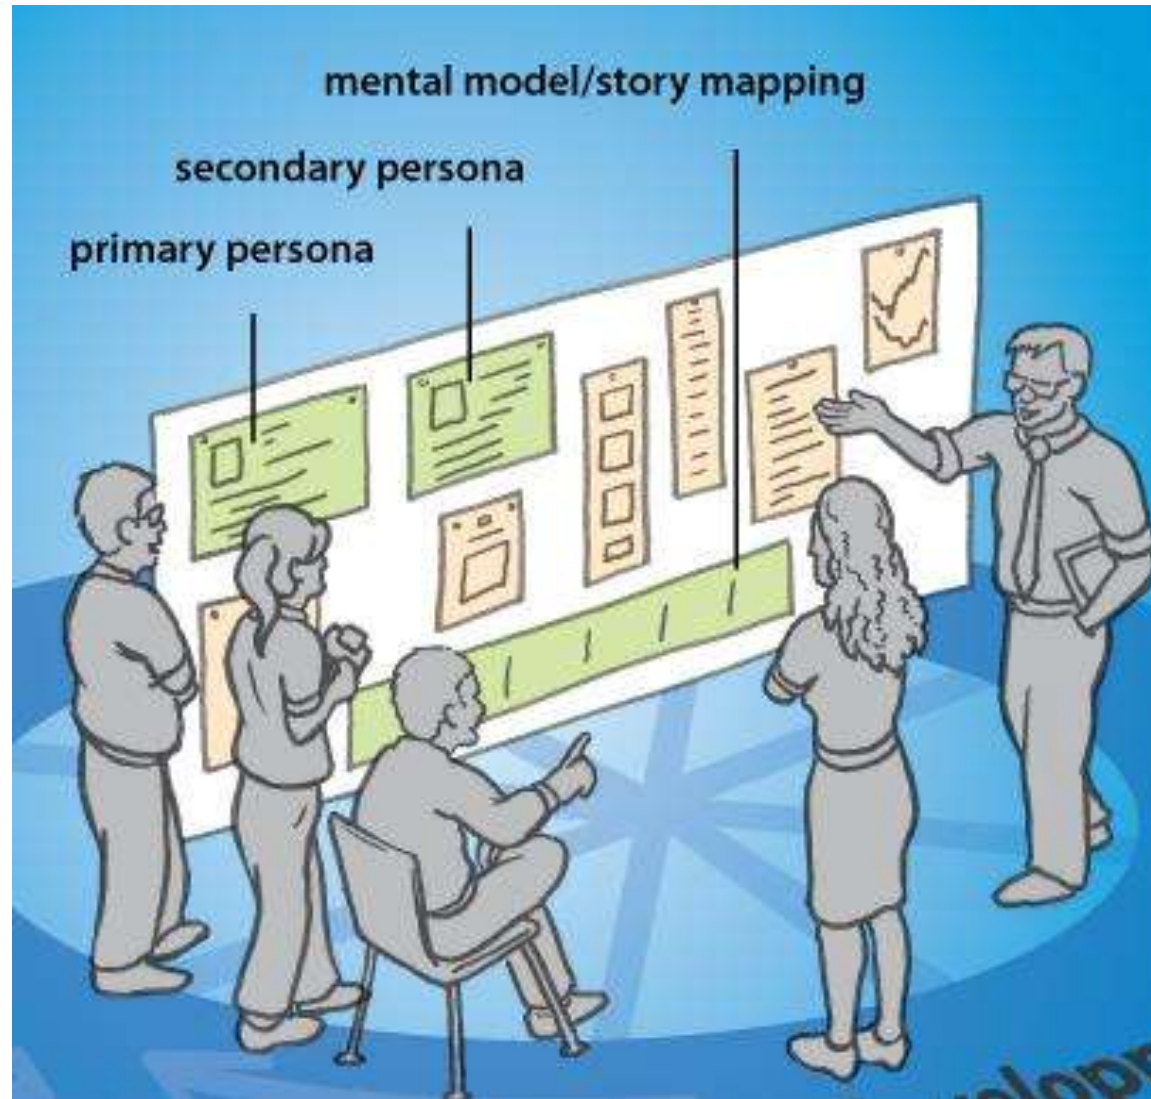 mental model/story mapping
secondary persona
primary persona